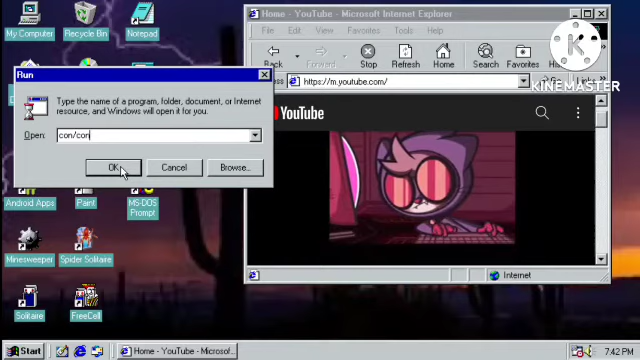 My Computer
Recycle Bin
Notepad
Home - YouTube - Microsoft Internet Explorer
File
Edit
View
Favorites
Tools
Back
Stop
Refresh
Home
Search
Favorites
KINEMASTER
https://m.youtube.com/
Links
YouTube
Run
Type the name of a program, folder, document, or Internet
resource, and Windows will open it for you.
Open:
con/con
OK
Cancel
Browse...
Android Apps
Paint
MS-DOS
Prompt
Minesweeper
Spider Solitaire
Solitaire
FreeCell
Internet
Start
Home - YouTube - Microsof...
7:42 PM